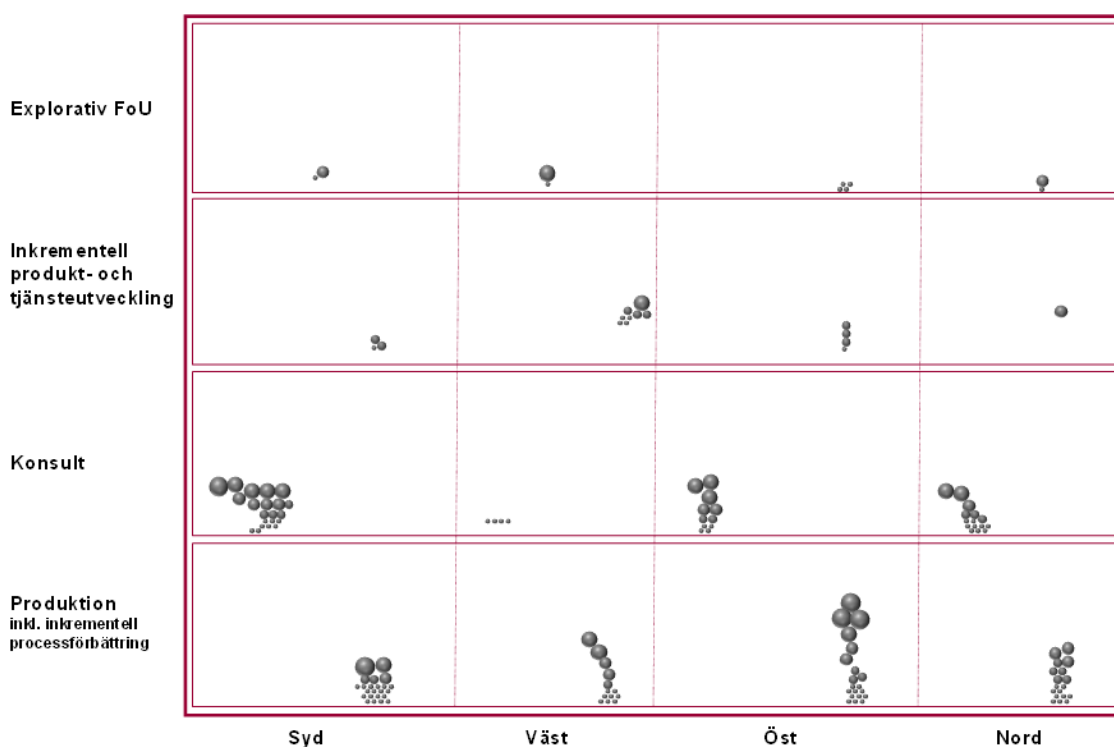 Explorativ FoU
Inkrementell
produkt- och
tjänsteutveckling
Konsult
Produktion
inkl. inkrementell
processförbättring
Syd
Väst
Öst
Nord